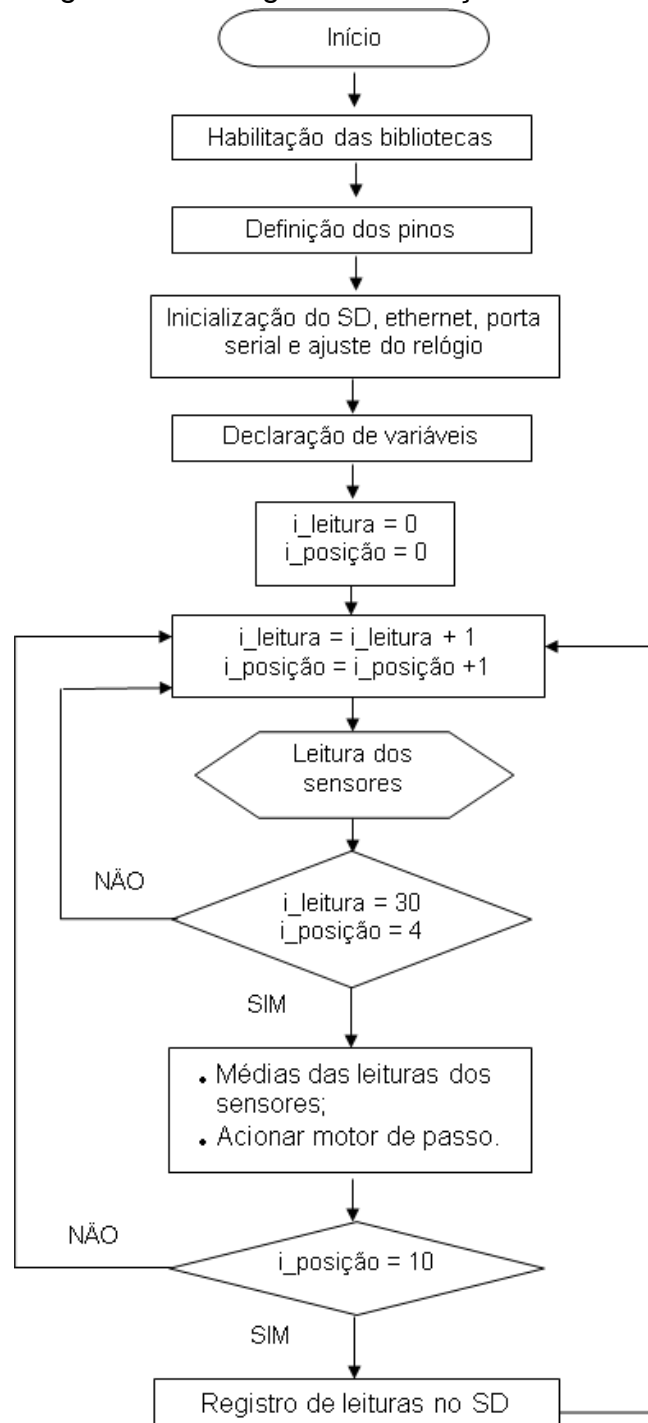 Início
Habilitação das bibliotecas
Definição dos pinos
Inicialização do SD, ethernet, porta
serial e ajuste do relógio
Declaração de variáveis
i_leitura = 0
i_posição = 0
i_leitura = i_leitura + 1
i_posição = i_posição +1
Leitura dos
sensores
NÃO
i_leitura = 30
i_posição = 4
SIM
• Médias das leituras dos
sensores;
• Acionar motor de passo.
NÃO
i_posição = 10
SIM
Registro de leituras no SD